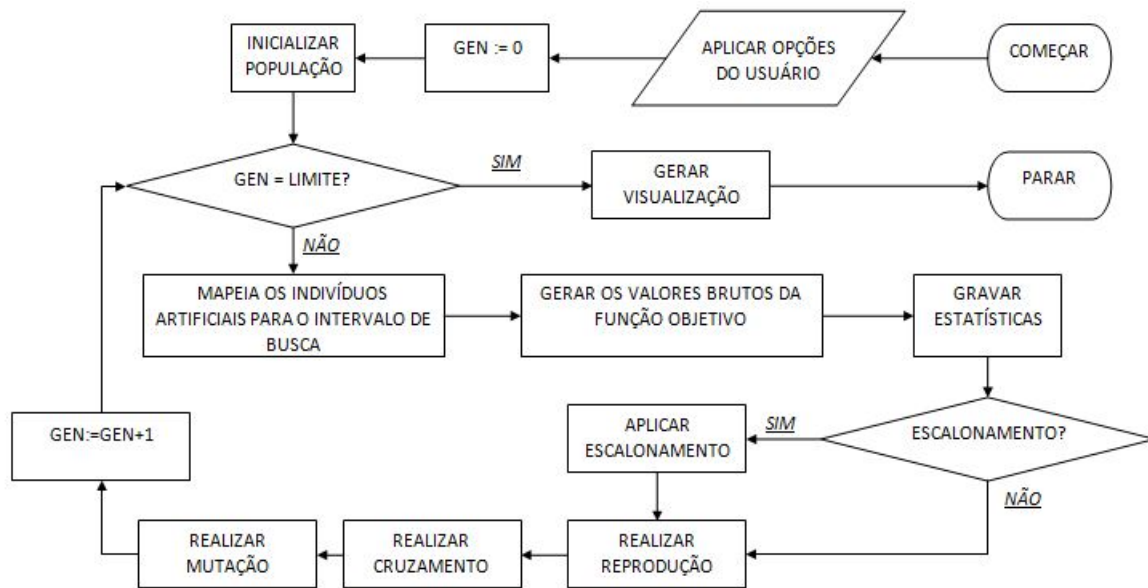 COMEÇAR
APLICAR OPÇÕES
DO USUÁRIO
GEN := 0
INICIALIZAR
POPULAÇÃO
GEN = LIMITE?
SIM
GERAR
VISUALIZAÇÃO
PARAR
NÃO
MAPEIA OS INDIVÍDUOS
ARTIFICIAIS PARA O INTERVALO DE
BUSCA
GERAR OS VALORES BRUTOS DA
FUNÇÃO OBJETIVO
GRAVAR
ESTATÍSTICAS
ESCALONAMENTO?
SIM
APLICAR
ESCALONAMENTO
NÃO
REALIZAR
REPRODUÇÃO
REALIZAR
CRUZAMENTO
REALIZAR
MUTAÇÃO
GEN:=GEN+1